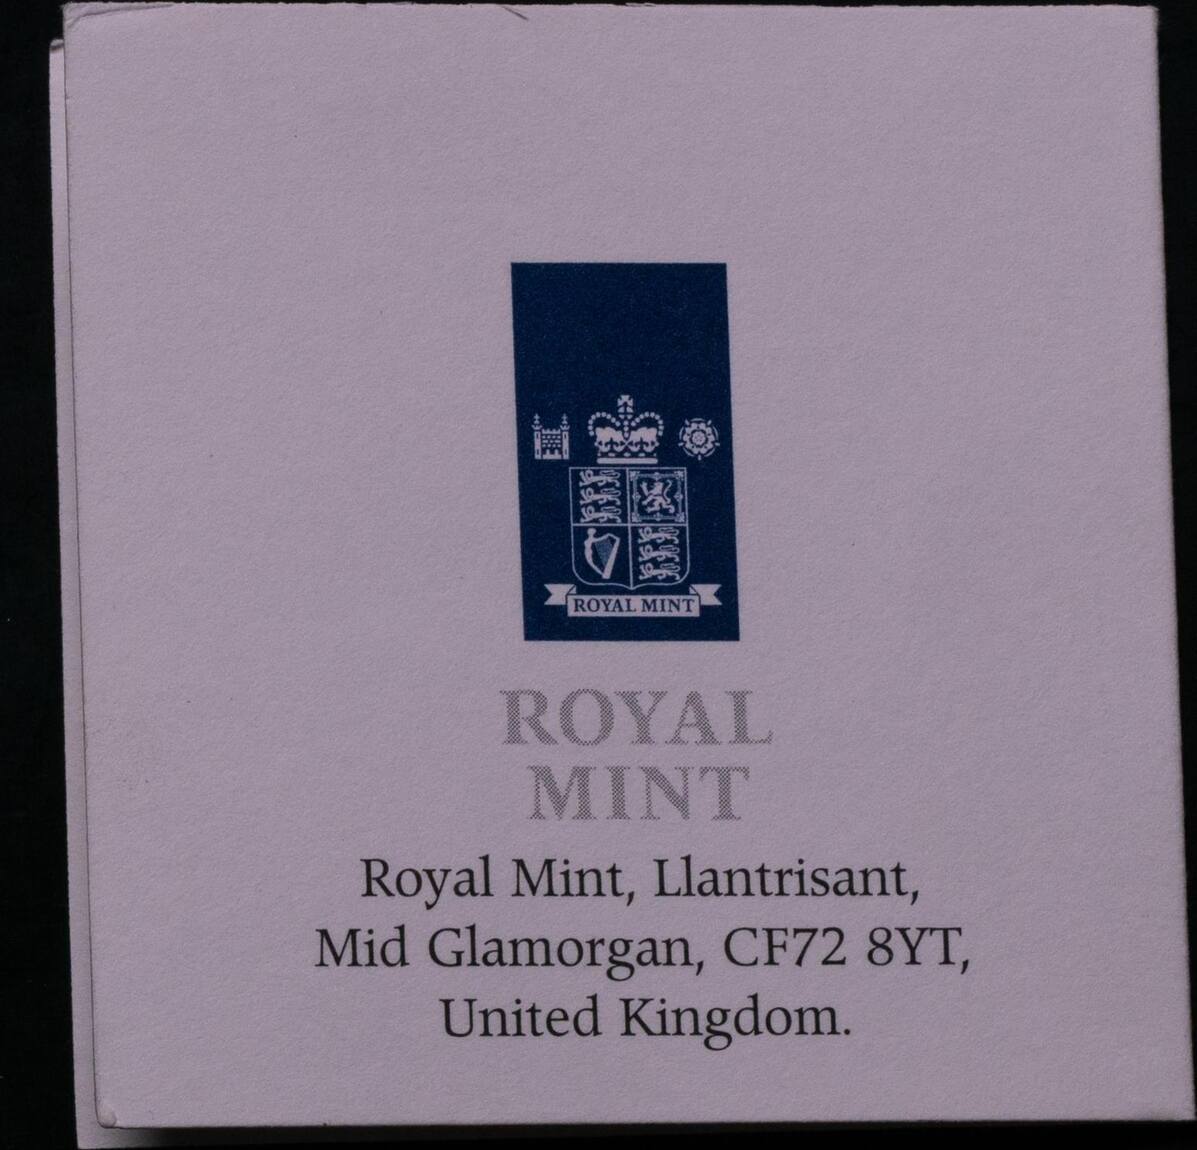 ROYAL MINT
ROYAL
MINT
Royal Mint, Llantrisant,
Mid Glamorgan, CF72 8YT,
United Kingdom.